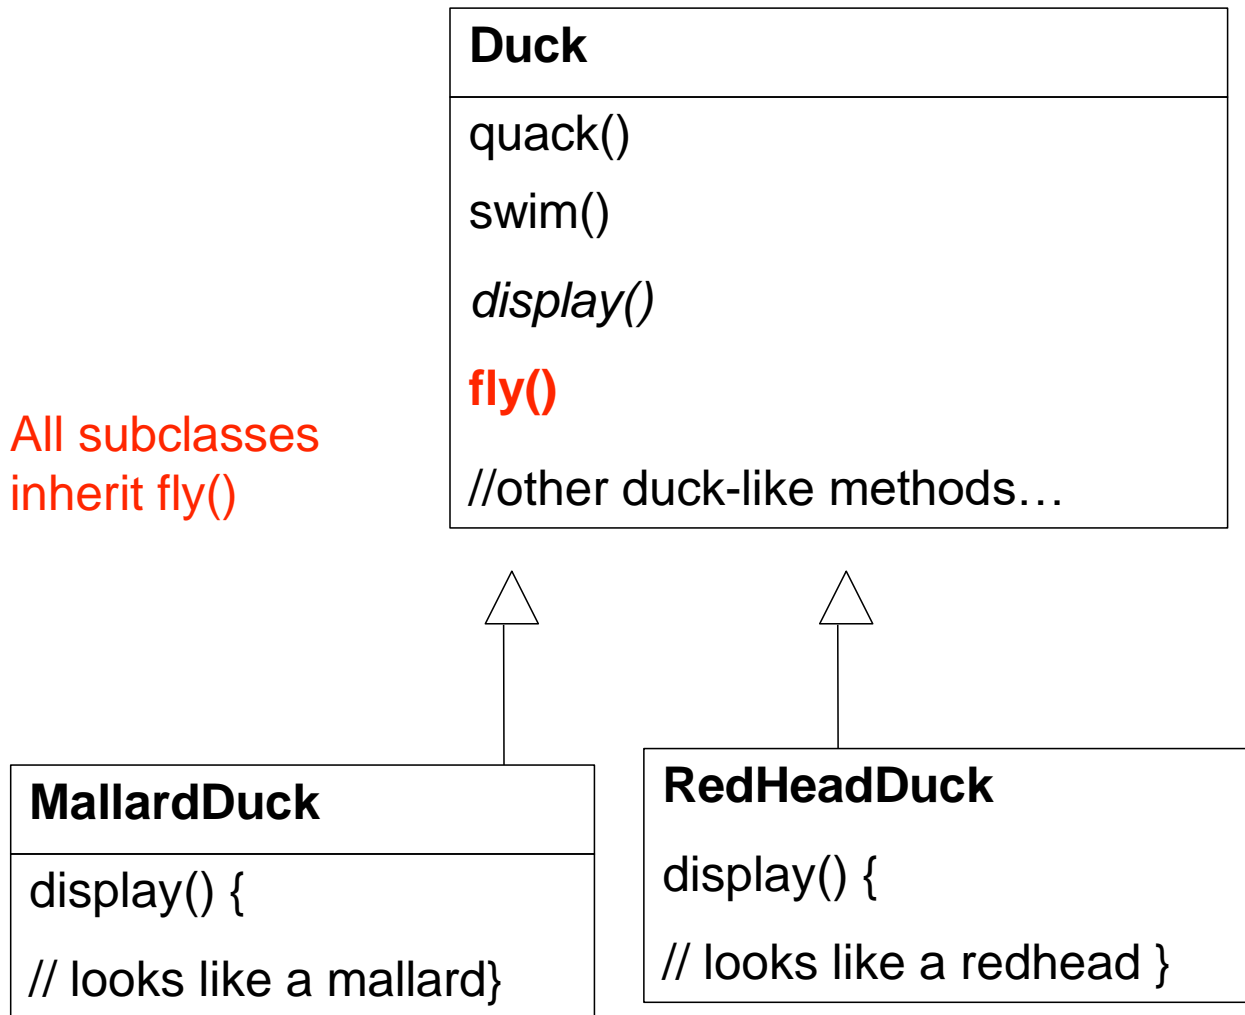 Duck
quack()
swim()
display()
fly()
//other duck-like methods…
All subclasses
inherit fly()
MallardDuck
display() {
// looks like a mallard}
RedHeadDuck
display() {
// looks like a redhead }